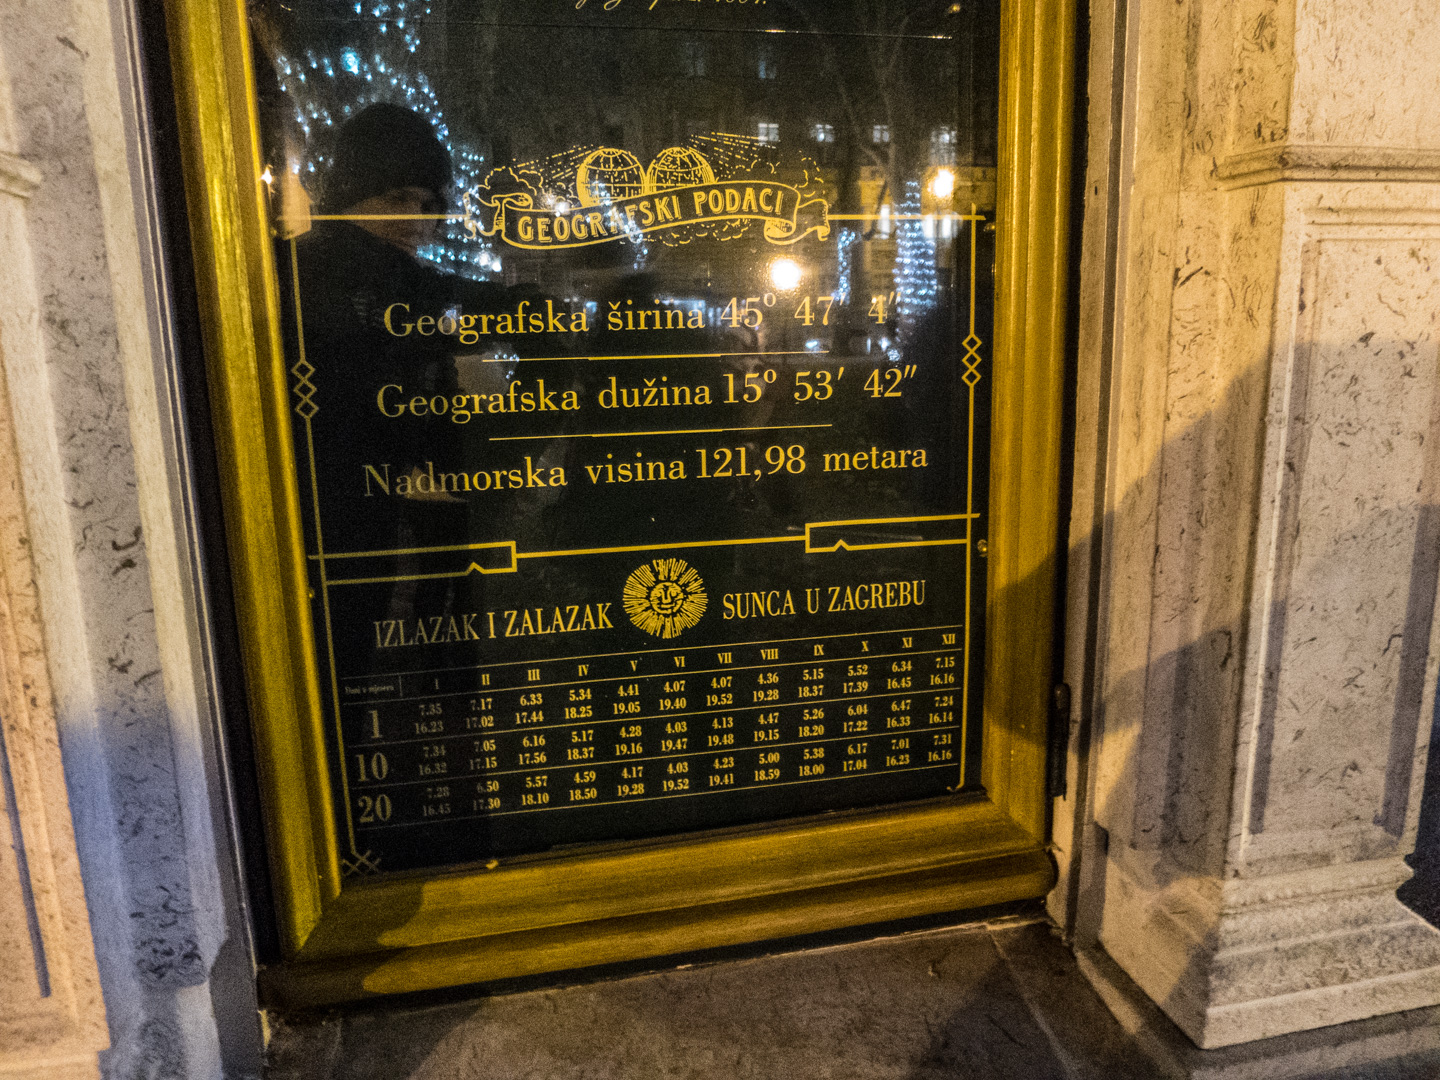 GEOGRAFSKI PODACI
Geografska širina 45° 47′ 4″
Geografska dužina 15° 53′ 42″
Nadmorska visina 121,98 metara
IZLAZAK I ZALAZAK SUNCA U ZAGREBU
Dani u mjesecu I II III IV V VI VII VIII IX X XI XII
1 7.35 7.17 6.33 5.34 4.41 4.07 4.07 4.36 5.15 5.52 6.34 7.15
16.23 17.02 17.44 18.25 19.05 19.40 19.52 19.28 18.37 17.39 16.45 16.16
10 7.34 7.05 6.16 5.17 4.28 4.03 4.13 4.47 5.26 6.04 6.47 7.24
16.32 17.15 17.56 18.37 19.16 19.47 19.48 19.15 18.20 17.22 16.33 16.14
20 7.28 6.50 5.57 4.59 4.17 4.03 4.23 5.00 5.38 6.17 7.01 7.31
16.45 17.30 18.10 18.50 19.28 19.52 19.41 18.59 18.00 17.04 16.23 16.16